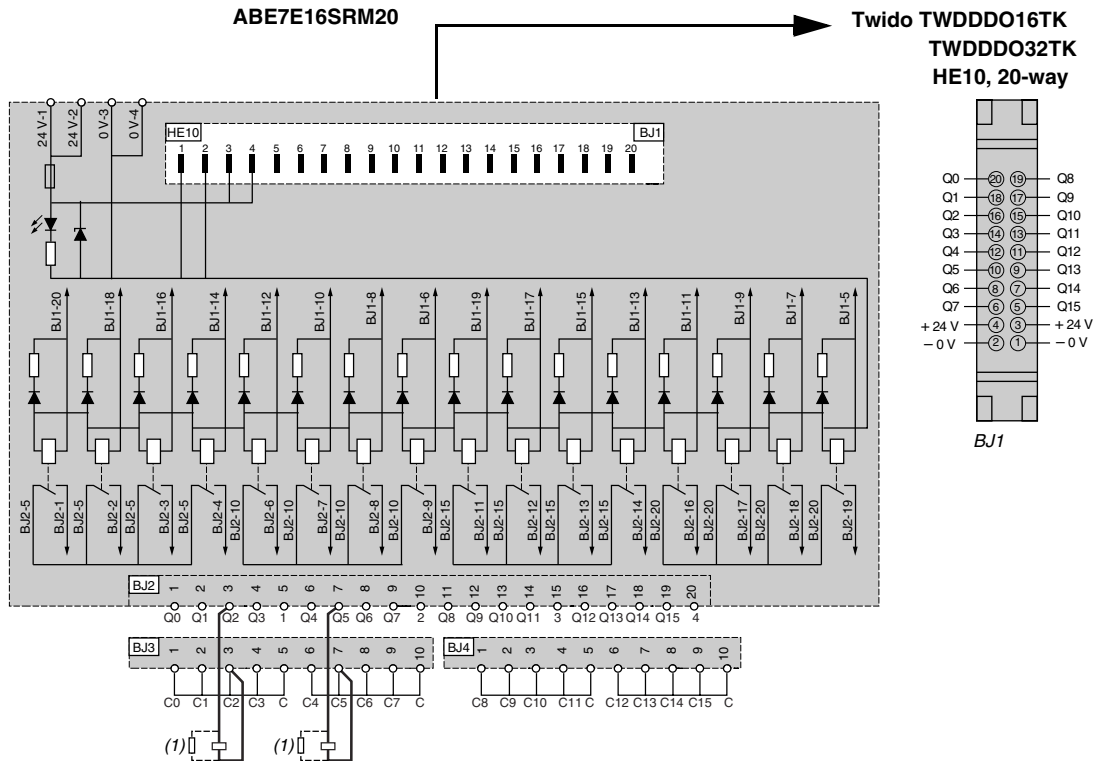 ABE7E16SRM20
Twido TWDDDO16TK
TWDDDO32TK
HE10, 20-way
24 V-1
24 V-2
0 V-3
0 V-4
HE10
BJ1
1 2 3 4 5 6 7 8 9 10 11 12 13 14 15 16 17 18 19 20
Q0 20 19 Q8
Q1 18 17 Q9
Q2 16 15 Q10
Q3 14 13 Q11
Q4 12 11 Q12
Q5 10 9 Q13
Q6 8 7 Q14
Q7 6 5 Q15
+ 24 V 4 3 + 24 V
– 0 V 2 1 – 0 V
BJ1
BJ1-20 BJ1-18 BJ1-16 BJ1-14 BJ1-12 BJ1-10 BJ1-8 BJ1-6 BJ1-19 BJ1-17 BJ1-15 BJ1-13 BJ1-11 BJ1-9 BJ1-7 BJ1-5
BJ2-5 BJ2-1 BJ2-5 BJ2-2 BJ2-5 BJ2-3 BJ2-5 BJ2-4 BJ2-10 BJ2-6 BJ2-10 BJ2-7 BJ2-10 BJ2-8 BJ2-10 BJ2-9 BJ2-15 BJ2-11 BJ2-15 BJ2-12 BJ2-15 BJ2-13 BJ2-15 BJ2-14 BJ2-20 BJ2-16 BJ2-20 BJ2-17 BJ2-20 BJ2-18 BJ2-20 BJ2-19
BJ2
1 2 3 4 5 6 7 8 9 10 11 12 13 14 15 16 17 18 19 20
Q0 Q1 Q2 Q3 1 Q4 Q5 Q6 Q7 2 Q8 Q9 Q10 Q11 3 Q12 Q13 Q14 Q15 4
BJ3
1 2 3 4 5 6 7 8 9 10
BJ4
1 2 3 4 5 6 7 8 9 10
C0 C1 C2 C3 C C4 C5 C6 C7 C
C8 C9 C10 C11 C C12 C13 C14 C15 C
(1)
(1)